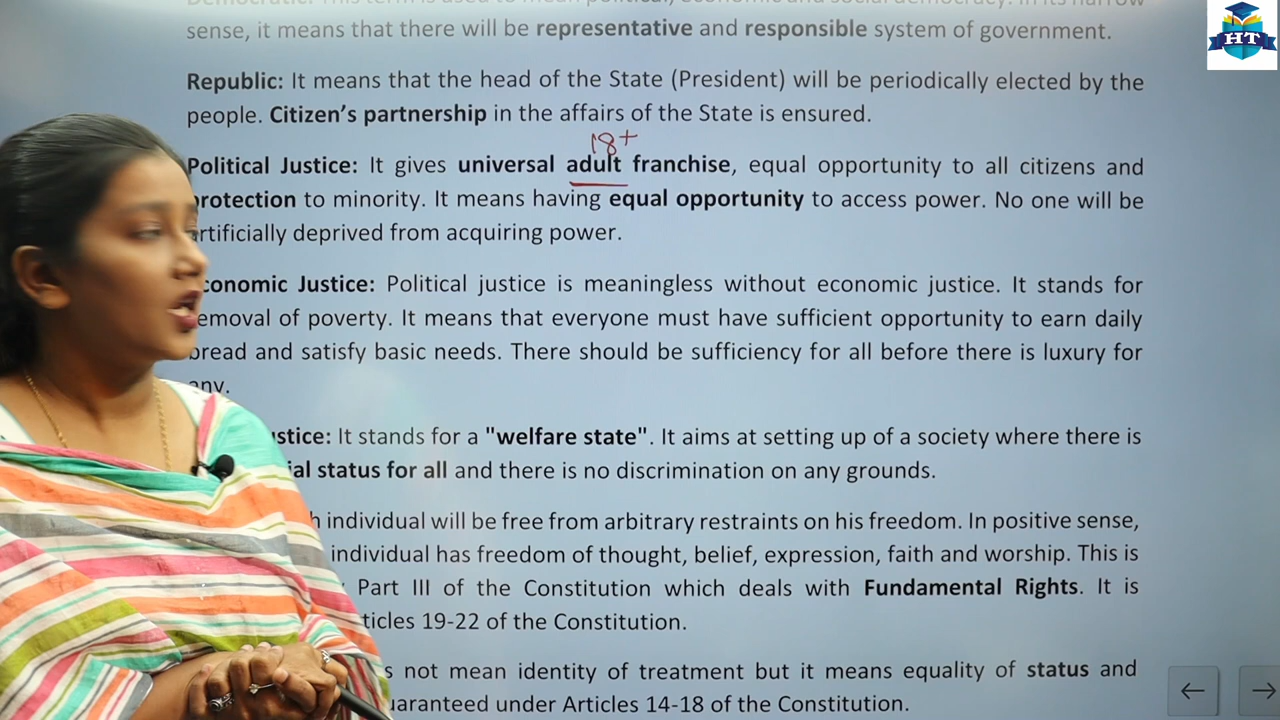 sense, it means that there will be representative and responsible system of government.
HT
Republic: It means that the head of the State (President) will be periodically elected by the
people. Citizen's partnership in the affairs of the State is ensured.
18+
Political Justice: It gives universal adult franchise, equal opportunity to all citizens and
protection to minority. It means having equal opportunity to access power. No one will be
artificially deprived from acquiring power.
conomic Justice: Political justice is meaningless without economic justice. It stands for
emoval of poverty. It means that everyone must have sufficient opportunity to earn daily
bread and satisfy basic needs. There should be sufficiency for all before there is luxury for
any.
stice: It stands for a "welfare state". It aims at setting up of a society where there is
ial status for all and there is no discrimination on any grounds.
h individual will be free from arbitrary restraints on his freedom. In positive sense,
individual has freedom of thought, belief, expression, faith and worship. This is
Part III of the Constitution which deals with Fundamental Rights. It is
ticles 19-22 of the Constitution.
s not mean identity of treatment but it means equality of status and
uaranteed under Articles 14-18 of the Constitution.